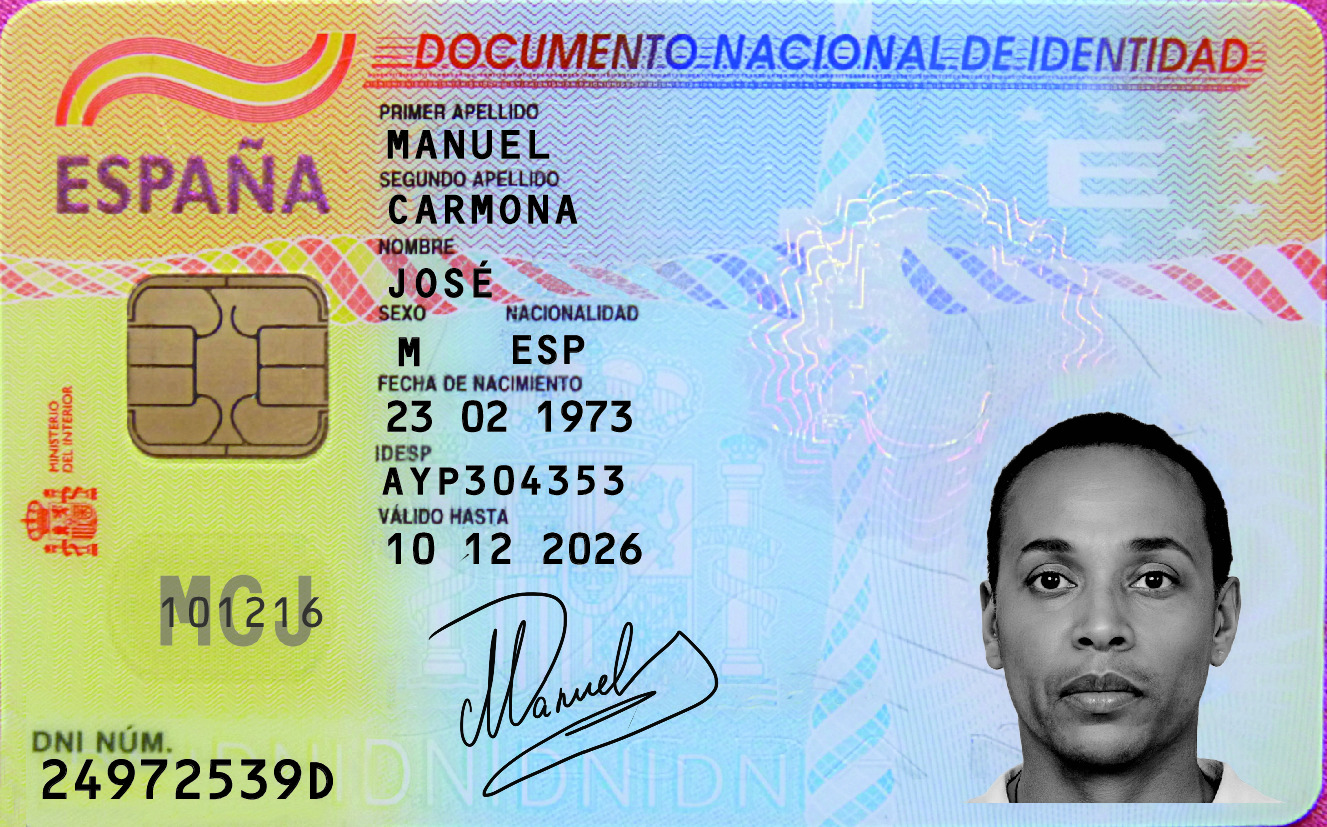 DOCUMENTO NACIONAL DE IDENTIDAD
ESPAÑA
PRIMER APELLIDO
MANUEL
SEGUNDO APELLIDO
CARMONA
NOMBRE
JOSÉ
SEXO NACIONALIDAD
M ESP
FECHA DE NACIMIENTO
23 02 1973
IDESP
AYP304353
VÁLIDO HASTA
10 12 2026
MINISTERIO
DEL INTERIOR
E
MCJ
101216
Manuel
DNI NÚM.
24972539D
DNIDNIDNIDN